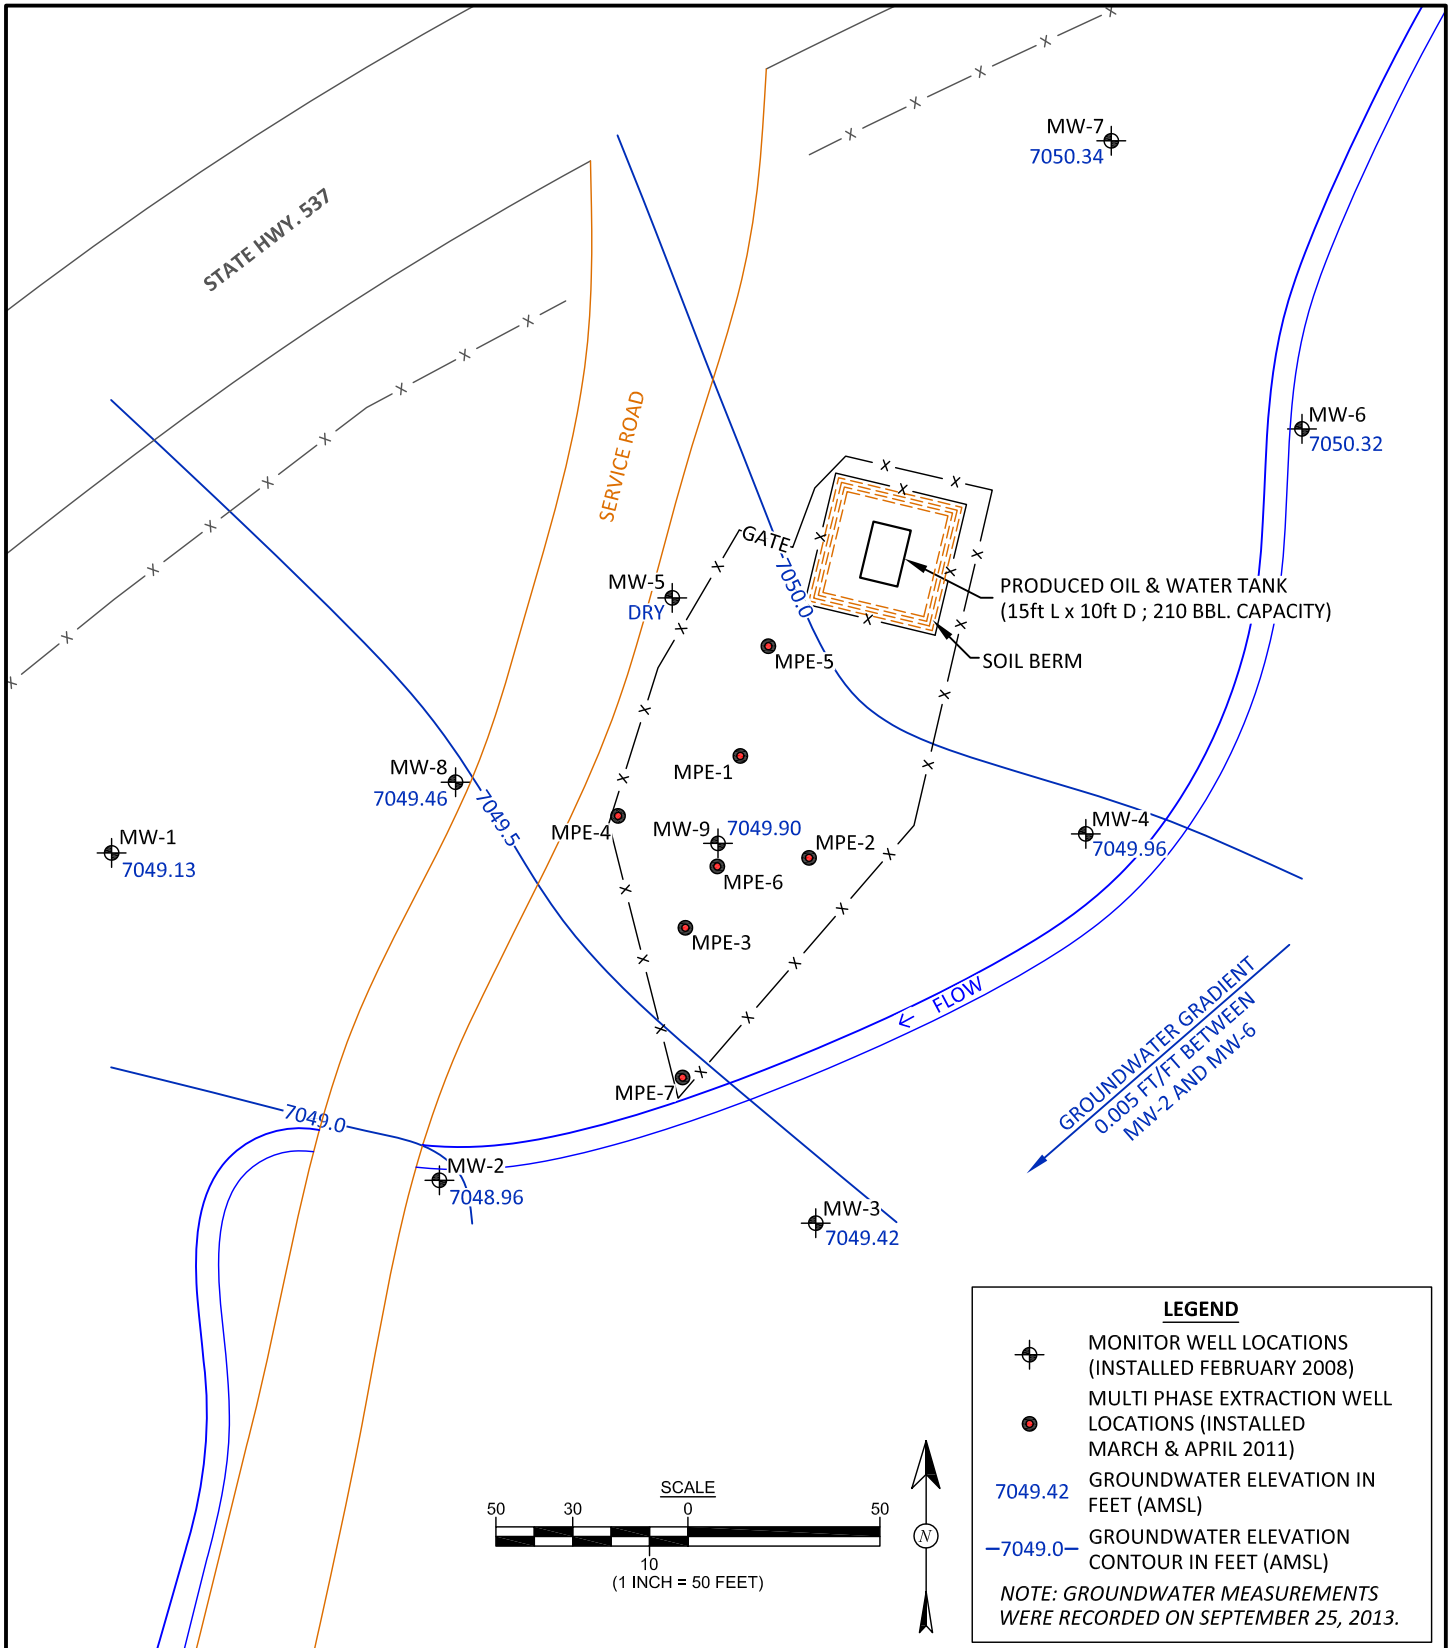 STATE HWY. 537
MW-7
7050.34
MW-6
7050.32
SERVICE ROAD
GATE
7050.0
MW-5
DRY
PRODUCED OIL & WATER TANK
(15ft L x 10ft D ; 210 BBL. CAPACITY)
SOIL BERM
MPE-5
MPE-1
MW-8
7049.46
7049.5
MPE-4
MW-9
7049.90
MPE-2
MPE-6
MW-4
7049.96
MW-1
7049.13
MPE-3
FLOW
GROUNDWATER GRADIENT
0.005 FT/FT BETWEEN
MW-2 AND MW-6
MPE-7
7049.0
MW-2
7048.96
MW-3
7049.42
LEGEND
MONITOR WELL LOCATIONS
(INSTALLED FEBRUARY 2008)
MULTI PHASE EXTRACTION WELL
LOCATIONS (INSTALLED
MARCH & APRIL 2011)
7049.42 GROUNDWATER ELEVATION IN
FEET (AMSL)
7049.0 GROUNDWATER ELEVATION
CONTOUR IN FEET (AMSL)
NOTE: GROUNDWATER MEASUREMENTS
WERE RECORDED ON SEPTEMBER 25, 2013.
SCALE
50 30 0 50
10
(1 INCH = 50 FEET)
N